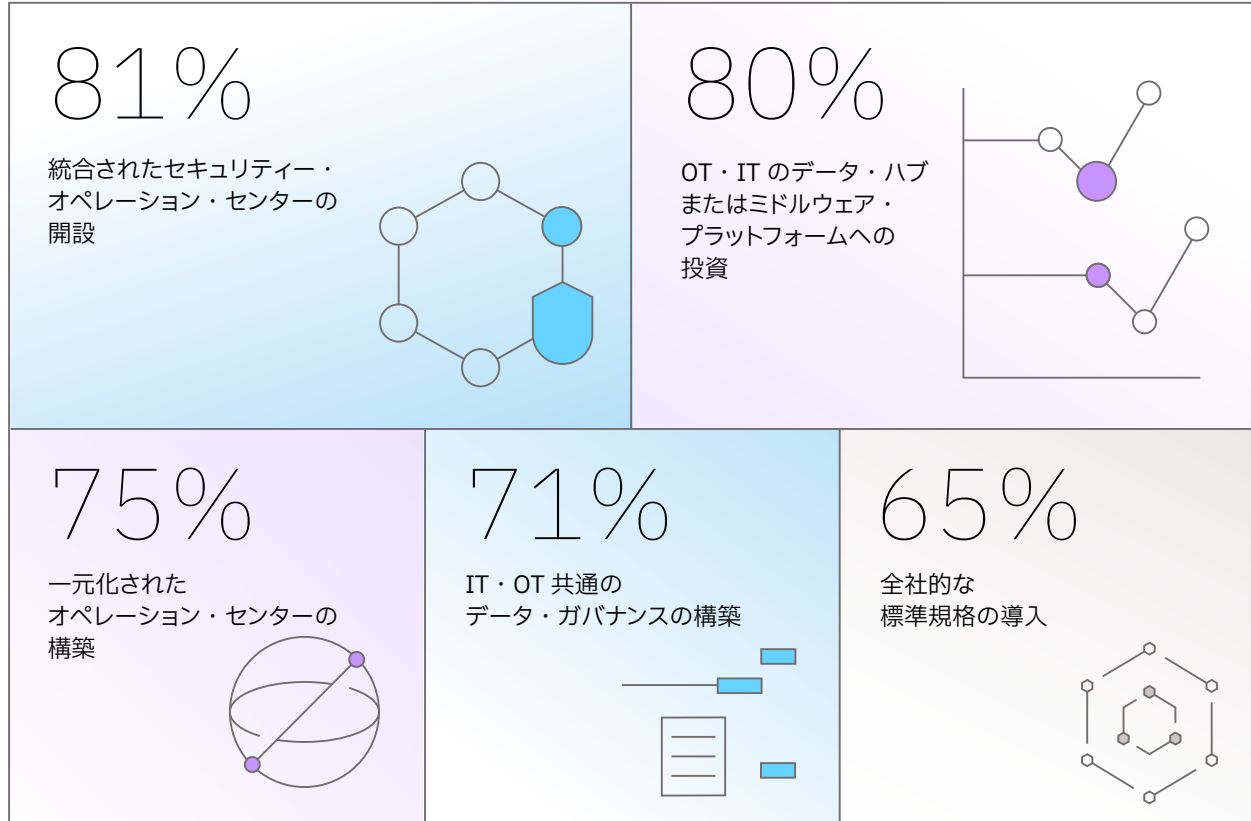 81%
統合されたセキュリティー・
オペレーション・センターの
開設
80%
OT・IT のデータ・ハブ
またはミドルウェア・
プラットフォームへの
投資
75%
一元化された
オペレーション・センターの
構築
71%
IT・OT 共通の
データ・ガバナンスの構築
65%
全社的な
標準規格の導入